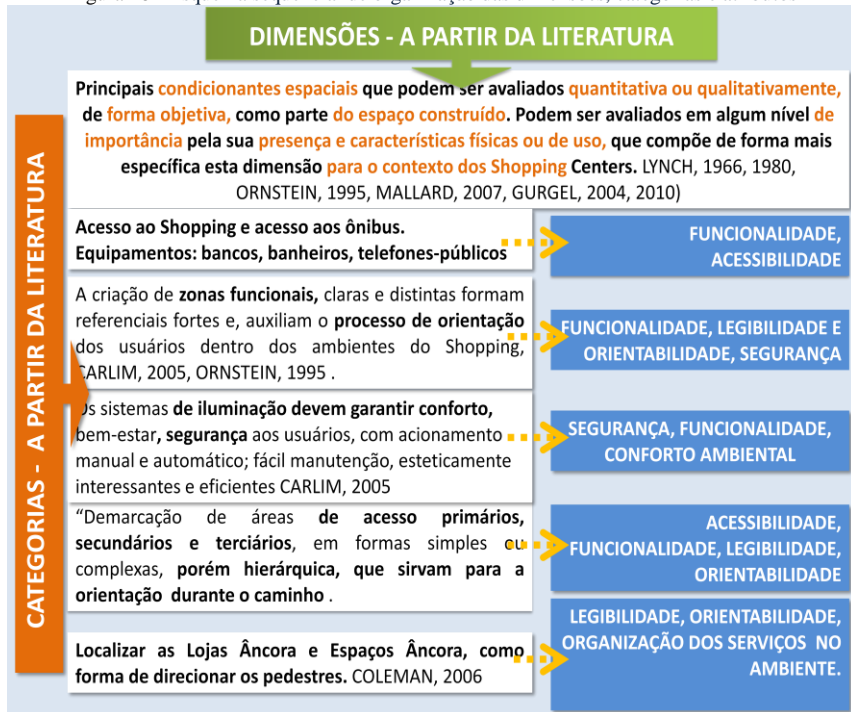 DIMENSÕES - A PARTIR DA LITERATURA
CATEGORIAS - A PARTIR DA LITERATURA
Principais condicionantes espaciais que podem ser avaliados quantitativa ou qualitativamente,
de forma objetiva, como parte do espaço construído. Podem ser avaliados em algum nível de
importância pela sua presença e características físicas ou de uso, que compõe de forma mais
específica esta dimensão para o contexto dos Shopping Centers. LYNCH, 1966, 1980,
ORNSTEIN, 1995, MALLARD, 2007, GURGEL, 2004, 2010)
Acesso ao Shopping e acesso aos ônibus.
Equipamentos: bancos, banheiros, telefones-públicos
FUNCIONALIDADE,
ACESSIBILIDADE
A criação de zonas funcionais, claras e distintas formam
referenciais fortes e, auxiliam o processo de orientação
dos usuários dentro dos ambientes do Shopping,
CARLIM, 2005, ORNSTEIN, 1995 .
FUNCIONALIDADE, LEGIBILIDADE E
ORIENTABILIDADE, SEGURANÇA
Os sistemas de iluminação devem garantir conforto,
bem-estar, segurança aos usuários, com acionamento
manual e automático; fácil manutenção, esteticamente
interessantes e eficientes CARLIM, 2005
SEGURANÇA, FUNCIONALIDADE,
CONFORTO AMBIENTAL
“Demarcação de áreas de acesso primários,
secundários e terciários, em formas simples ou
complexas, porém hierárquica, que sirvam para a
orientação durante o caminho .
ACESSIBILIDADE,
FUNCIONALIDADE, LEGIBILIDADE,
ORIENTABILIDADE
Localizar as Lojas Âncora e Espaços Âncora, como
forma de direcionar os pedestres. COLEMAN, 2006
LEGIBILIDADE, ORIENTABILIDADE,
ORGANIZAÇÃO DOS SERVIÇOS NO
AMBIENTE.